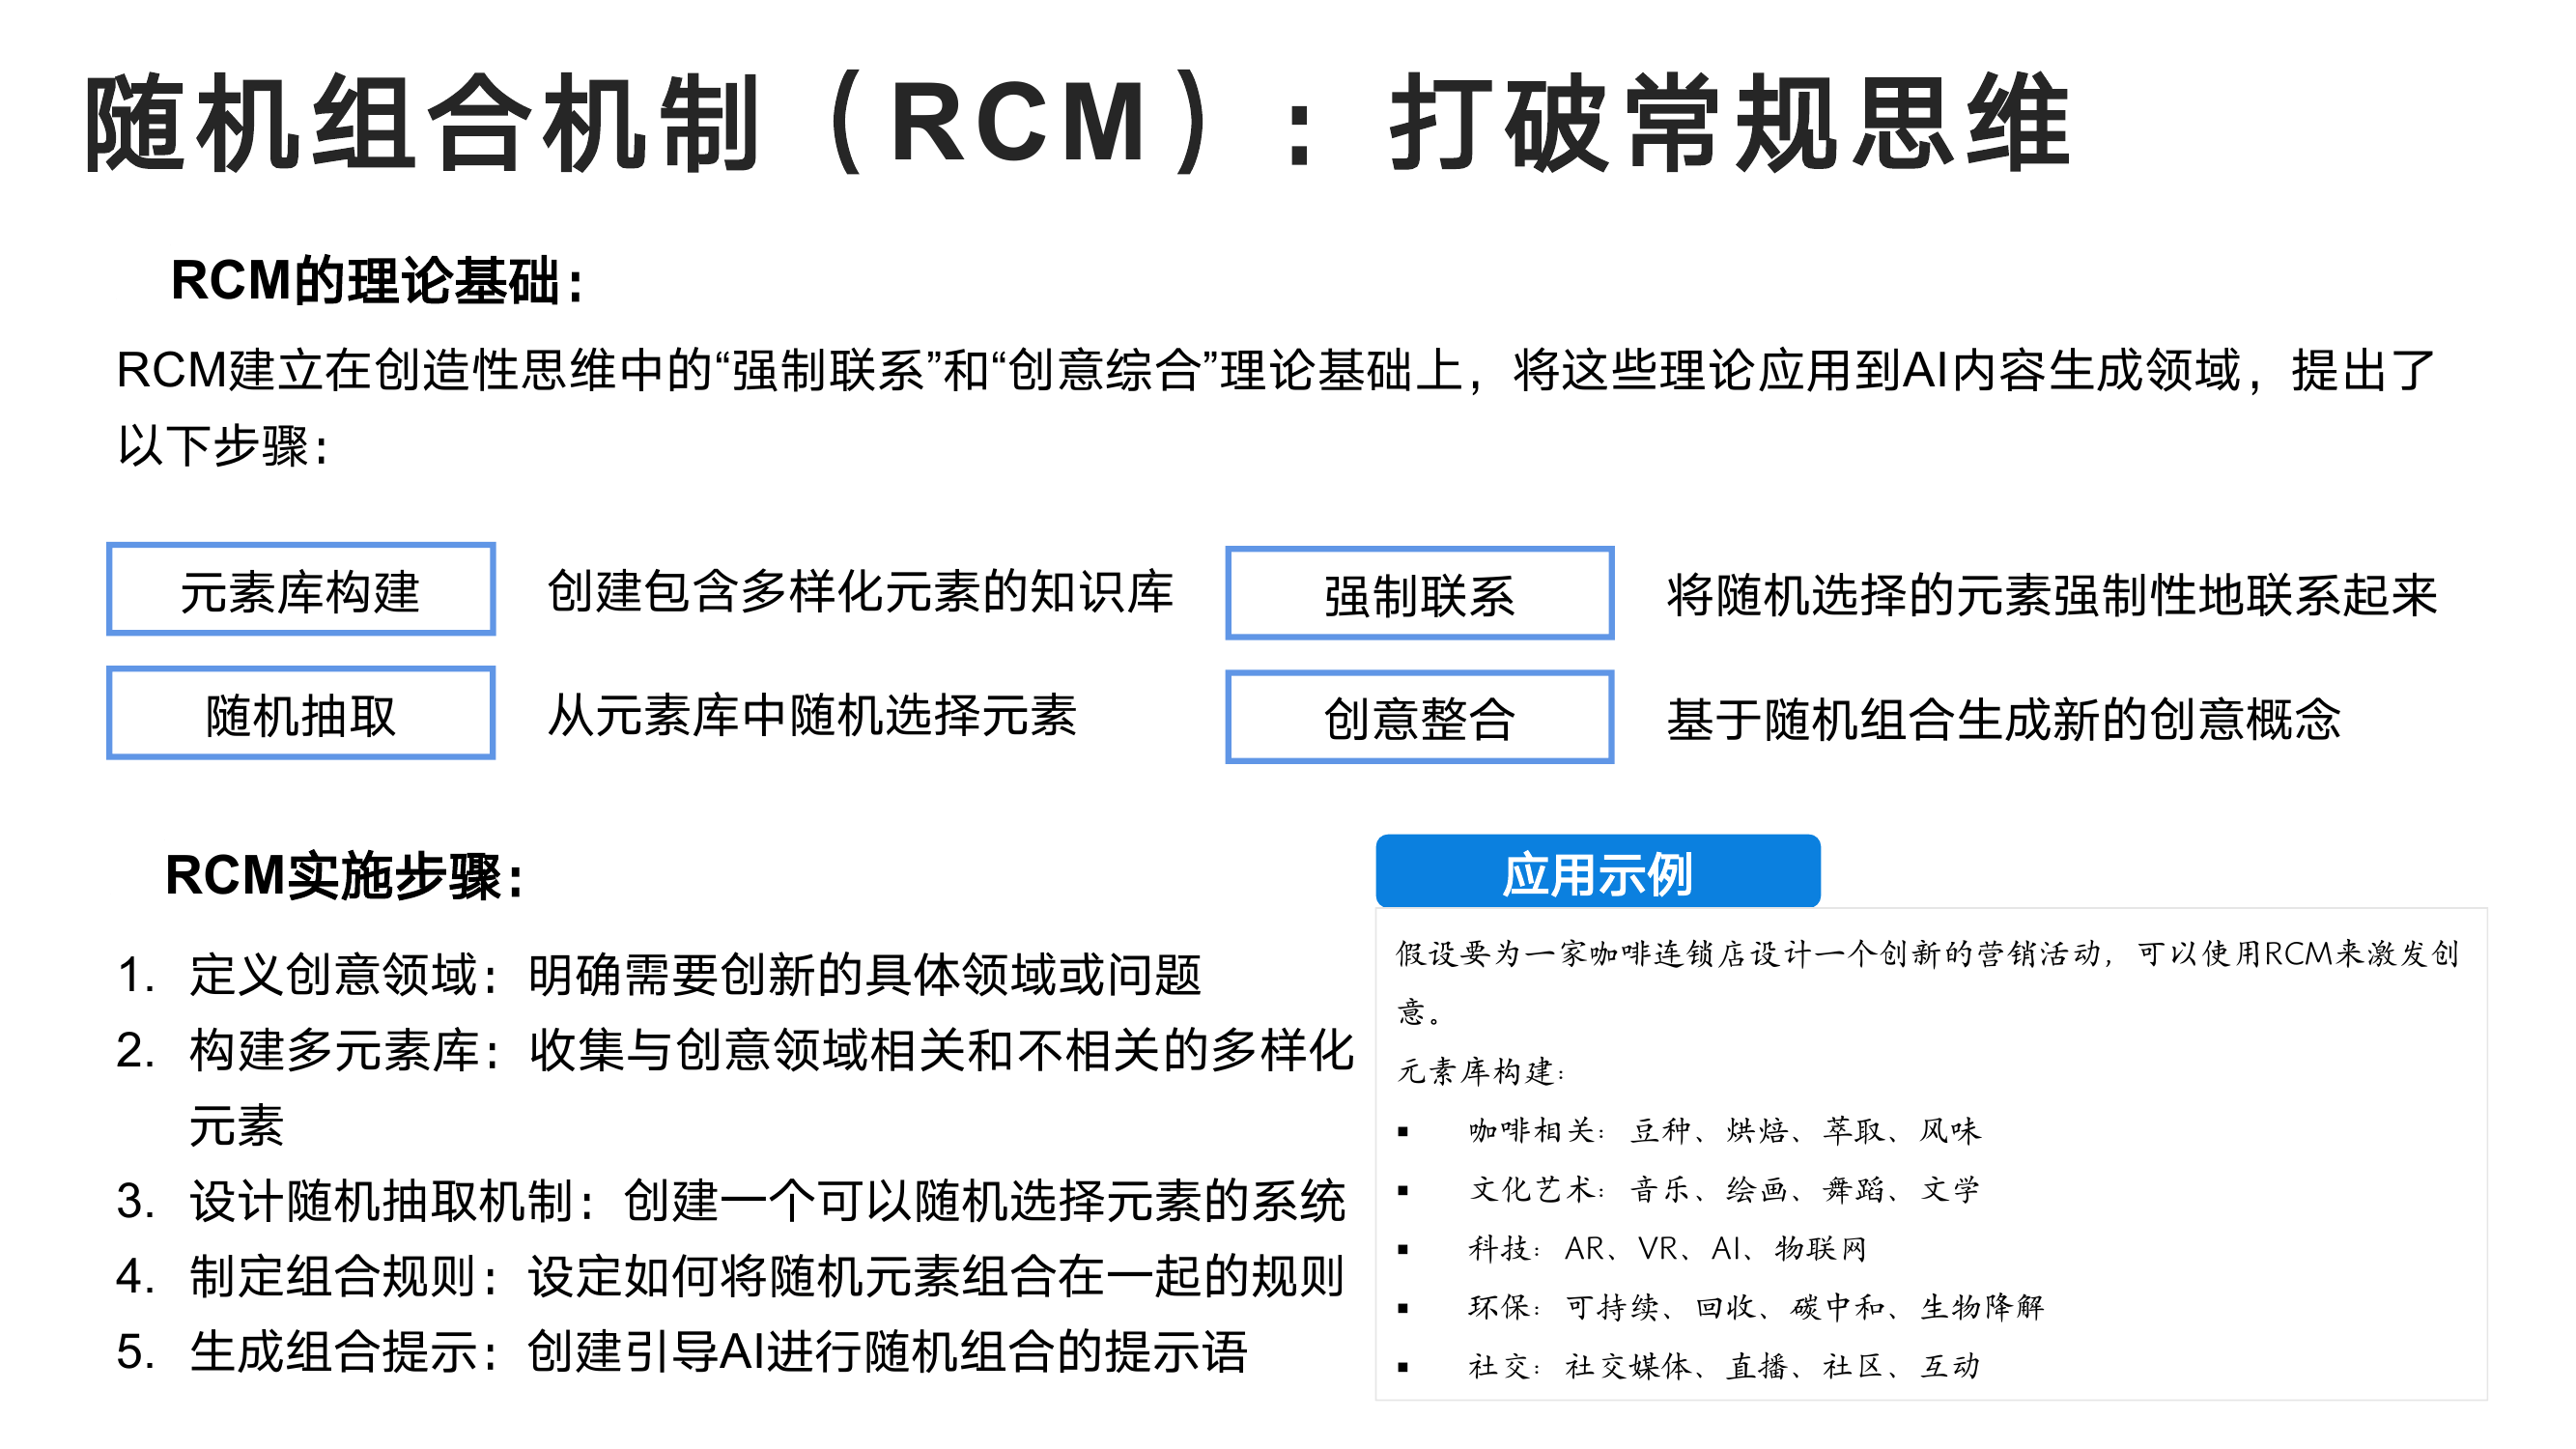 随机组合机制（RCM）：打破常规思维
RCM的理论基础：
RCM建立在创造性思维中的“强制联系”和“创意综合”理论基础上，将这些理论应用到AI内容生成领域，提出了
以下步骤：
元素库构建
创建包含多样化元素的知识库
强制联系
将随机选择的元素强制性地联系起来
随机抽取
从元素库中随机选择元素
创意整合
基于随机组合生成新的创意概念
RCM实施步骤：
1. 定义创意领域：明确需要创新的具体领域或问题
2. 构建多元素库：收集与创意领域相关和不相关的多样化
元素
3. 设计随机抽取机制：创建一个可以随机选择元素的系统
4. 制定组合规则：设定如何将随机元素组合在一起的规则
5. 生成组合提示：创建引导AI进行随机组合的提示语
应用示例
假设要为一家咖啡连锁店设计一个创新的营销活动，可以使用RCM来激发创
意。
元素库构建：
▪ 咖啡相关：豆种、烘焙、萃取、风味
▪ 文化艺术：音乐、绘画、舞蹈、文学
▪ 科技：AR、VR、AI、物联网
▪ 环保：可持续、回收、碳中和、生物降解
▪ 社交：社交媒体、直播、社区、互动